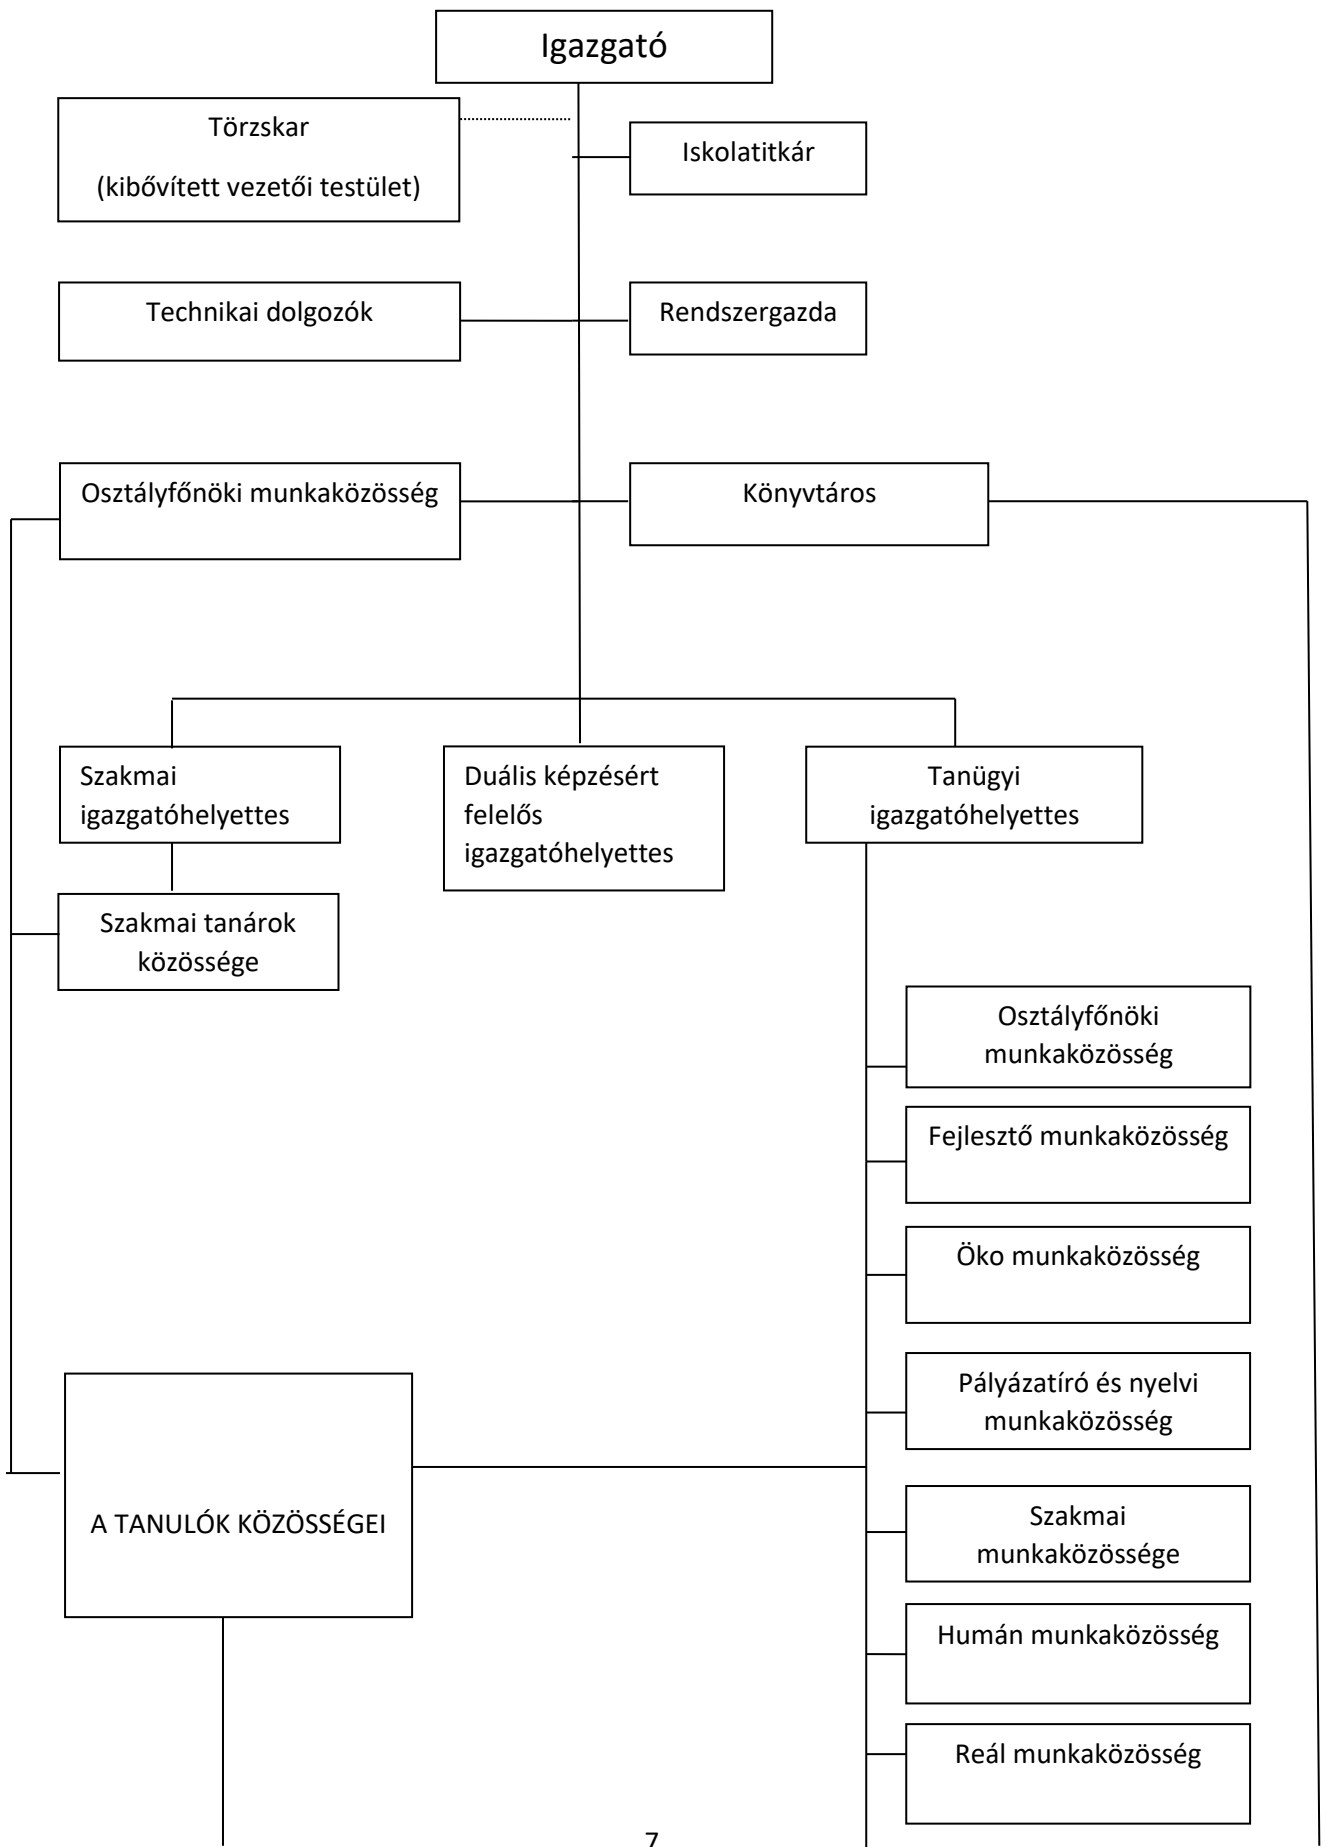 Igazgató
Törzskar
(kibővített vezetői testület)
Iskolatitkár
Technikai dolgozók
Rendszergazda
Osztályfőnöki munkaközösség
Könyvtáros
Szakmai
igazgatóhelyettes
Duális képzésért
felelős
igazgatóhelyettes
Tanügyi
igazgatóhelyettes
Szakmai tanárok
közössége
Osztályfőnöki
munkaközösség
Fejlesztő munkaközösség
Öko munkaközösség
Pályázatíró és nyelvi
munkaközösség
A TANULÓK KÖZÖSSÉGEI
Szakmai
munkaközössége
Humán munkaközösség
Reál munkaközösség
7